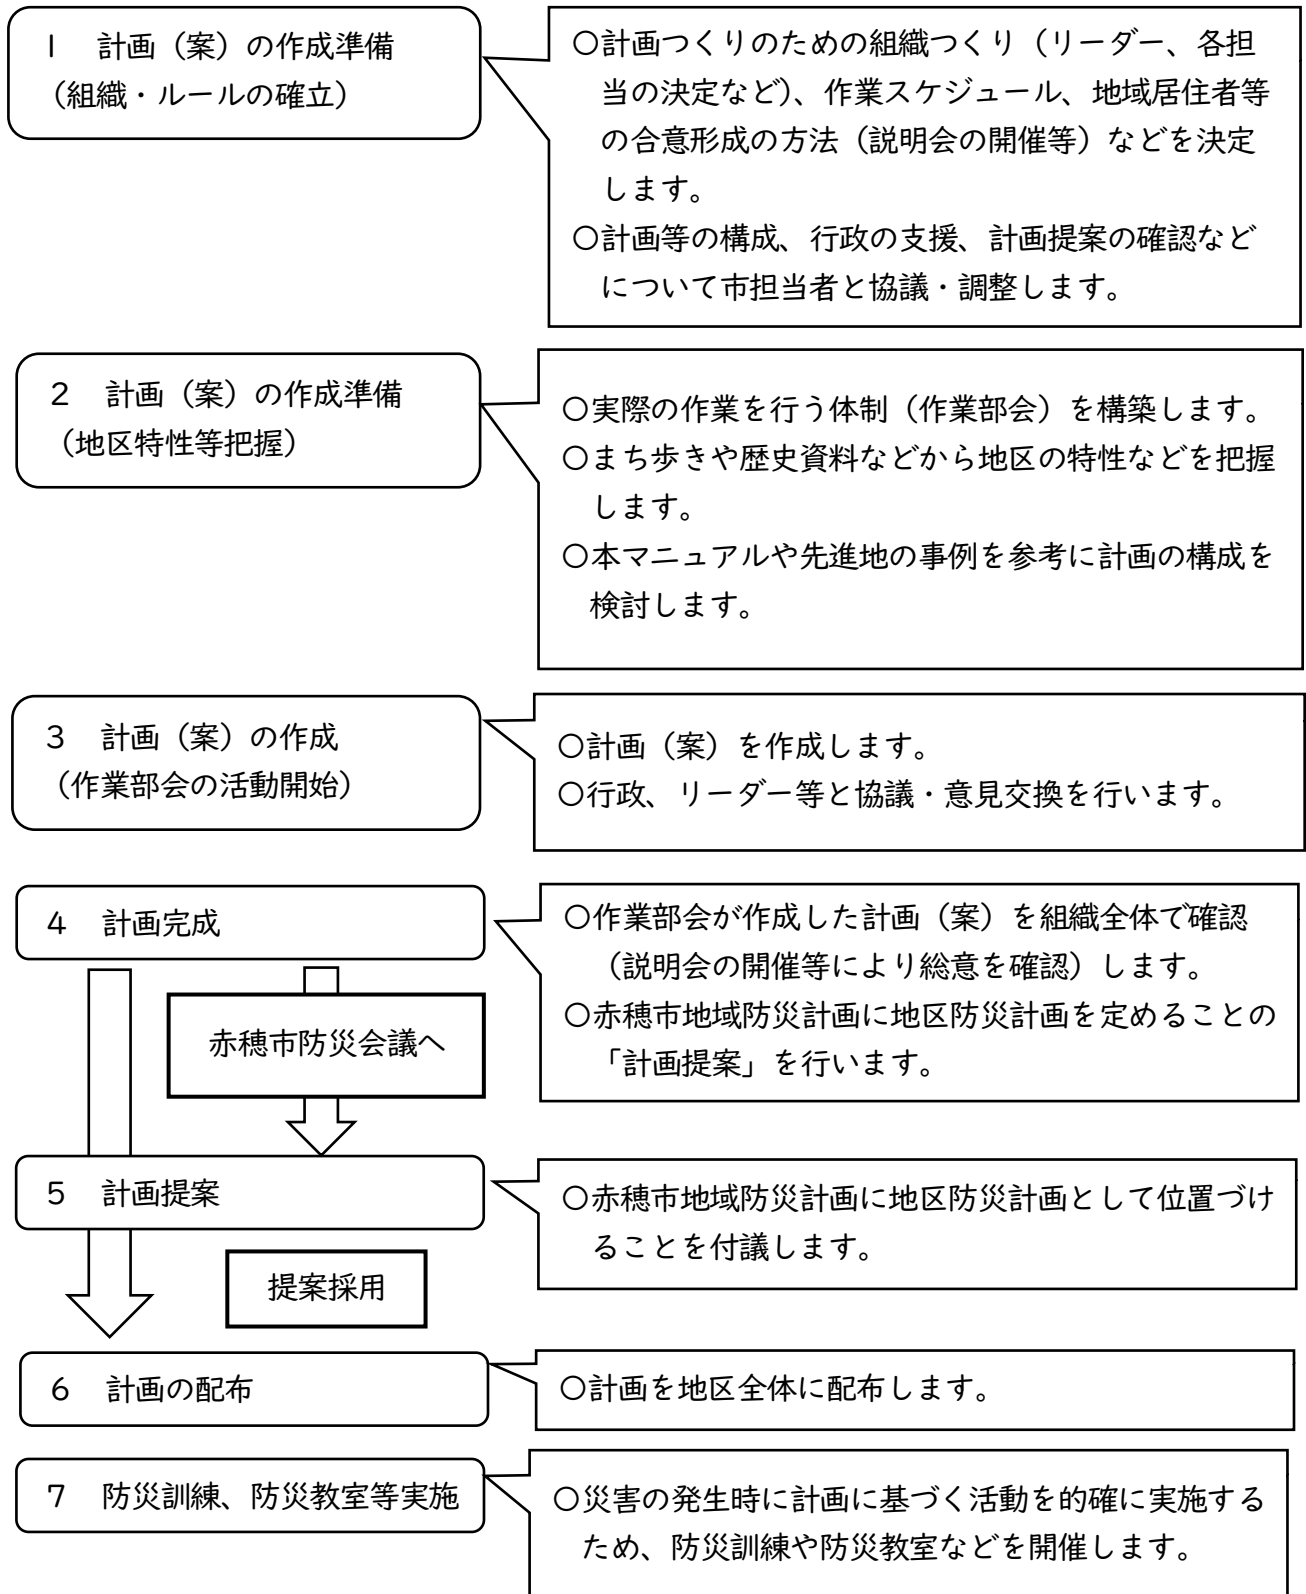 1　計画（案）の作成準備
（組織・ルールの確立）
〇計画つくりのための組織つくり（リーダー、各担
当の決定など）、作業スケジュール、地域居住者等
の合意形成の方法（説明会の開催等）などを決定
します。
〇計画等の構成、行政の支援、計画提案の確認など
について市担当者と協議・調整します。
2　計画（案）の作成準備
（地区特性等把握）
〇実際の作業を行う体制（作業部会）を構築します。
〇まち歩きや歴史資料などから地区の特性などを把握
します。
〇本マニュアルや先進地の事例を参考に計画の構成を
検討します。
3　計画（案）の作成
（作業部会の活動開始）
〇計画（案）を作成します。
〇行政、リーダー等と協議・意見交換を行います。
4　計画完成
〇作業部会が作成した計画（案）を組織全体で確認
（説明会の開催等により総意を確認）します。
〇赤穂市地域防災計画に地区防災計画を定めることの
「計画提案」を行います。
赤穂市防災会議へ
5　計画提案
〇赤穂市地域防災計画に地区防災計画として位置づけ
ることを付議します。
提案採用
6　計画の配布
〇計画を地区全体に配布します。
7　防災訓練、防災教室等実施
〇災害の発生時に計画に基づく活動を的確に実施する
ため、防災訓練や防災教室などを開催します。